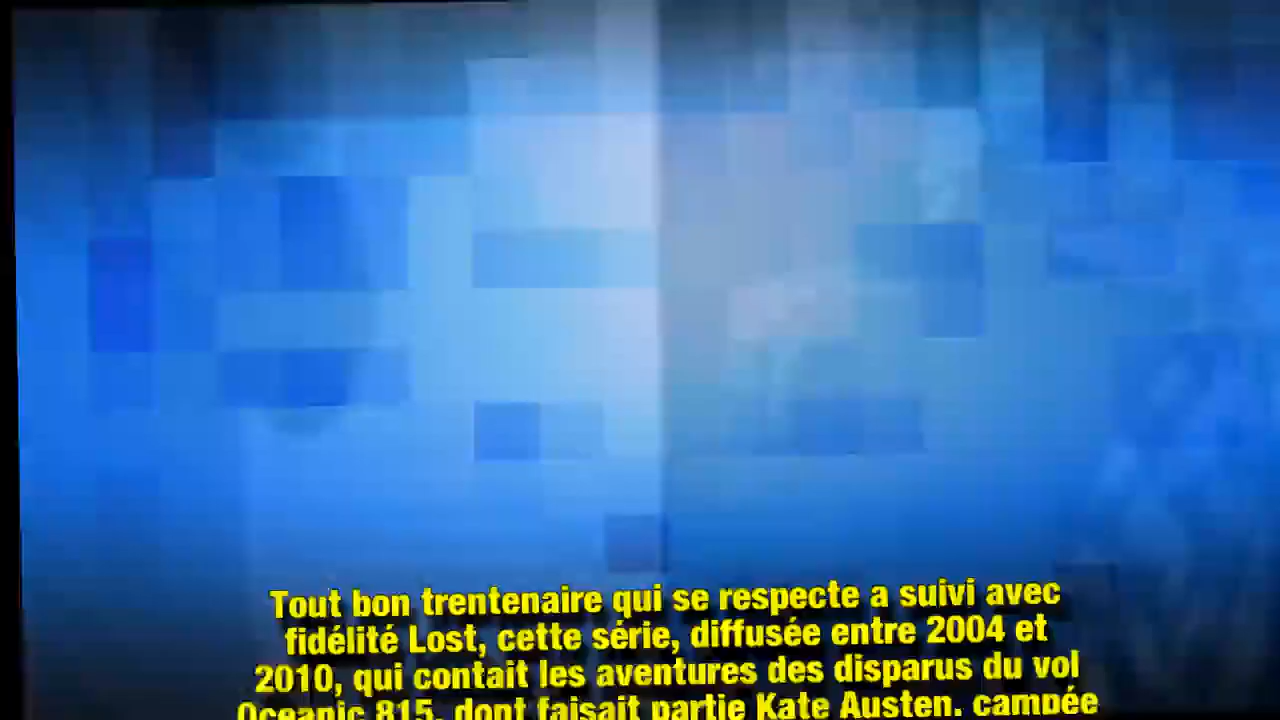 Tout bon trentenaire qui se respecte a suivi avec
fidélité Lost, cette série, diffusée entre 2004 et
2010, qui contait les aventures des disparus du vol
Oceanic 815, dont faisait partie Kate Austen, campée